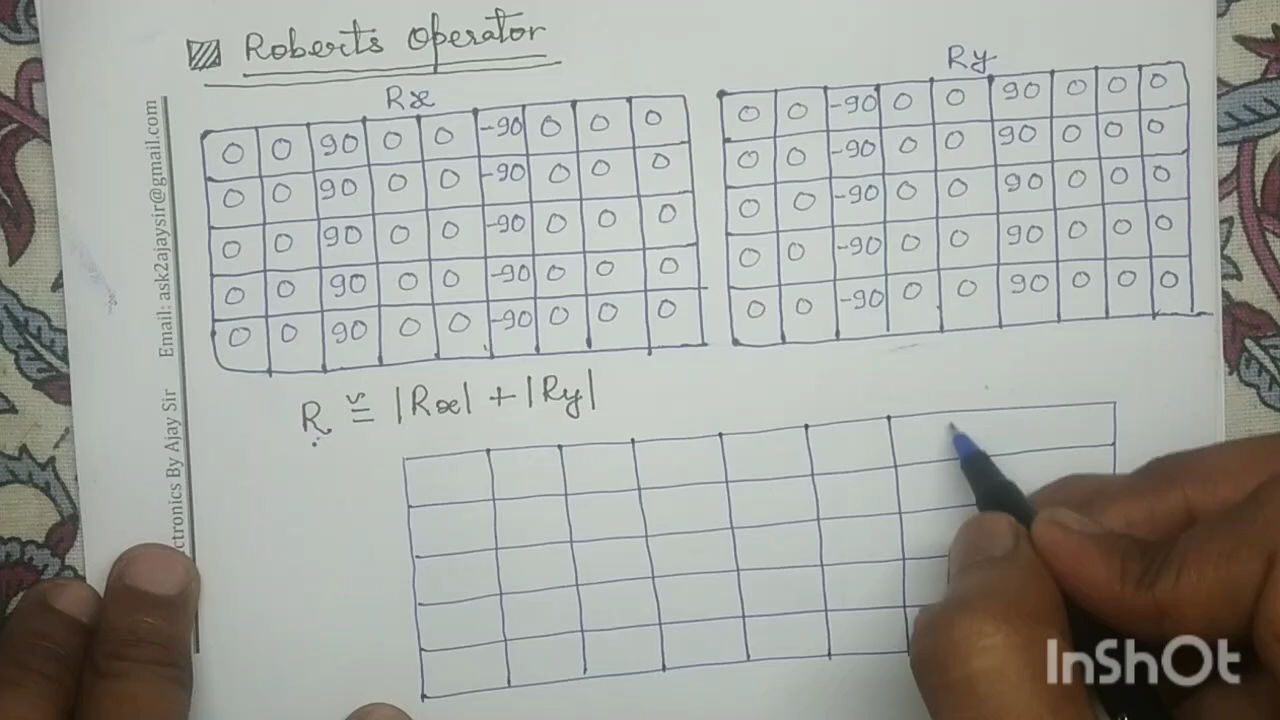 Roberts Operator
Rx
0 0 90 0 0 -90 0 0 0
0 0 90 0 0 -90 0 0 0
0 0 90 0 0 -90 0 0 0
0 0 90 0 0 -90 0 0 0
0 0 90 0 0 -90 0 0 0
Ry
0 0 -90 0 0 90 0 0 0
0 0 -90 0 0 90 0 0 0
0 0 -90 0 0 90 0 0 0
0 0 -90 0 0 90 0 0 0
0 0 -90 0 0 90 0 0 0
R ≅ |Rx| + |Ry|
ctronics By Ajay Sir Email: ask2ajaysir@gmail.com
InShOt